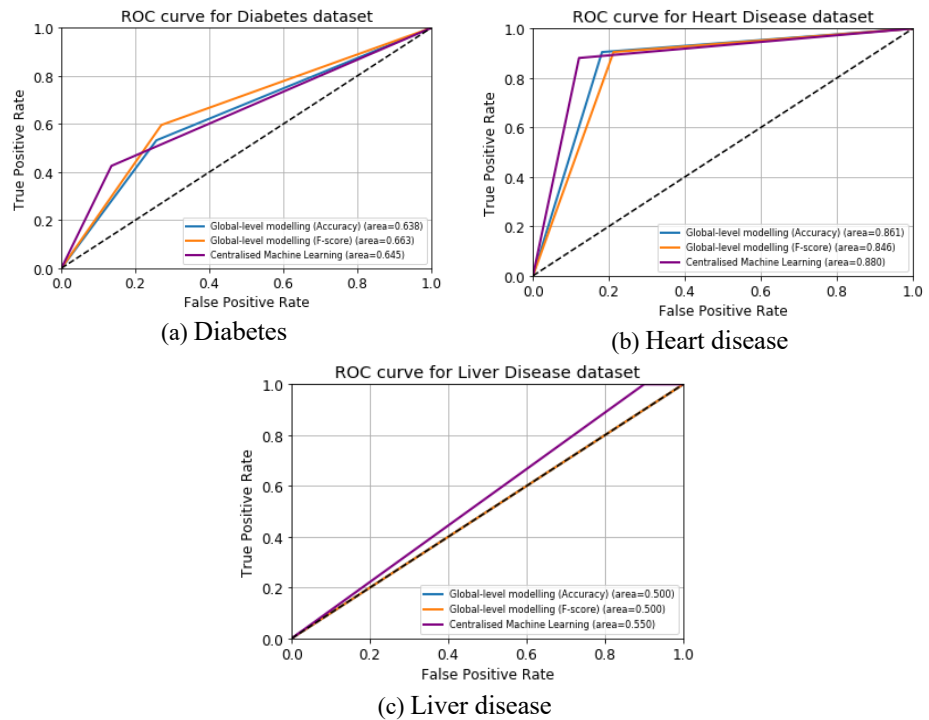 ROC curve for Diabetes dataset
1.0
0.8
0.6
0.4
0.2
0.0
True Positive Rate
Global-level modelling (Accuracy) (area=0.638)
Global-level modelling (F-score) (area=0.663)
Centralised Machine Learning (area=0.645)
0.0 0.2 0.4 0.6 0.8 1.0
False Positive Rate
(a) Diabetes
ROC curve for Heart Disease dataset
1.0
0.8
0.6
0.4
0.2
0.0
True Positive Rate
Global-level modelling (Accuracy) (area=0.861)
Global-level modelling (F-score) (area=0.846)
Centralised Machine Learning (area=0.880)
0.0 0.2 0.4 0.6 0.8 1.0
False Positive Rate
(b) Heart disease
ROC curve for Liver Disease dataset
1.0
0.8
0.6
0.4
0.2
0.0
True Positive Rate
Global-level modelling (Accuracy) (area=0.500)
Global-level modelling (F-score) (area=0.500)
Centralised Machine Learning (area=0.550)
0.0 0.2 0.4 0.6 0.8 1.0
False Positive Rate
(c) Liver disease